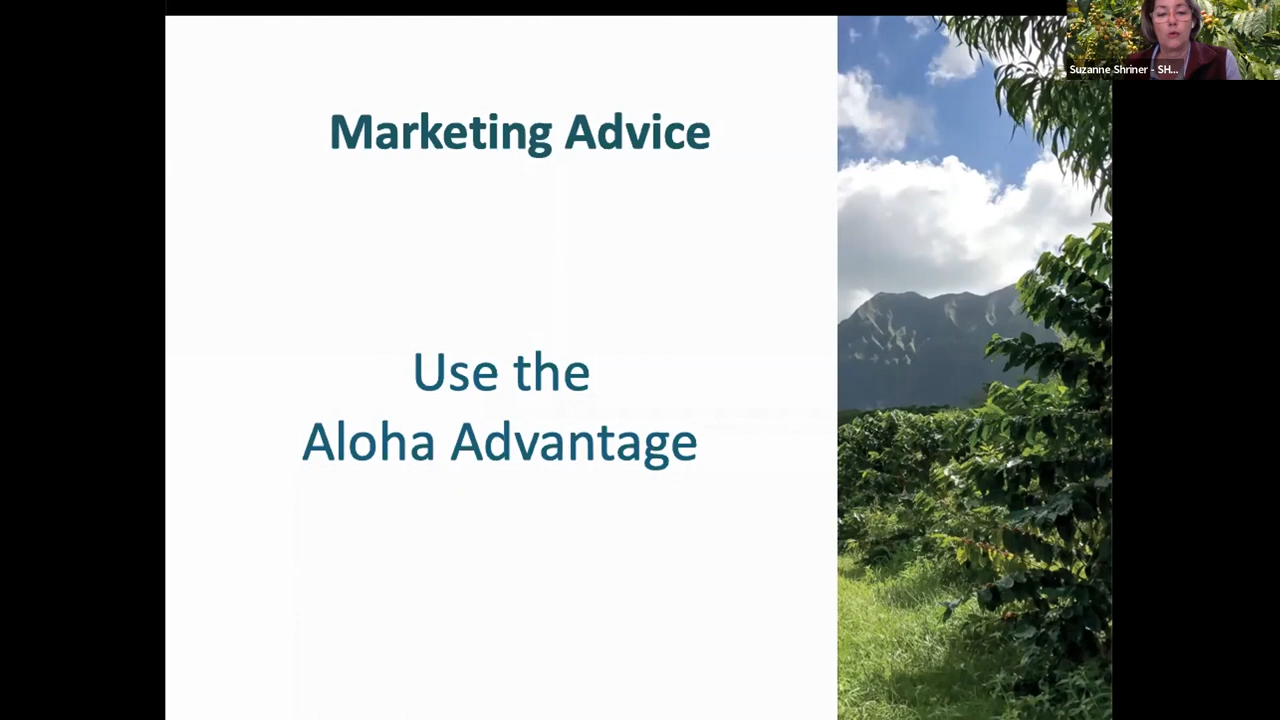 Suzanne Shriner - SH...
Marketing Advice
Use the
Aloha Advantage